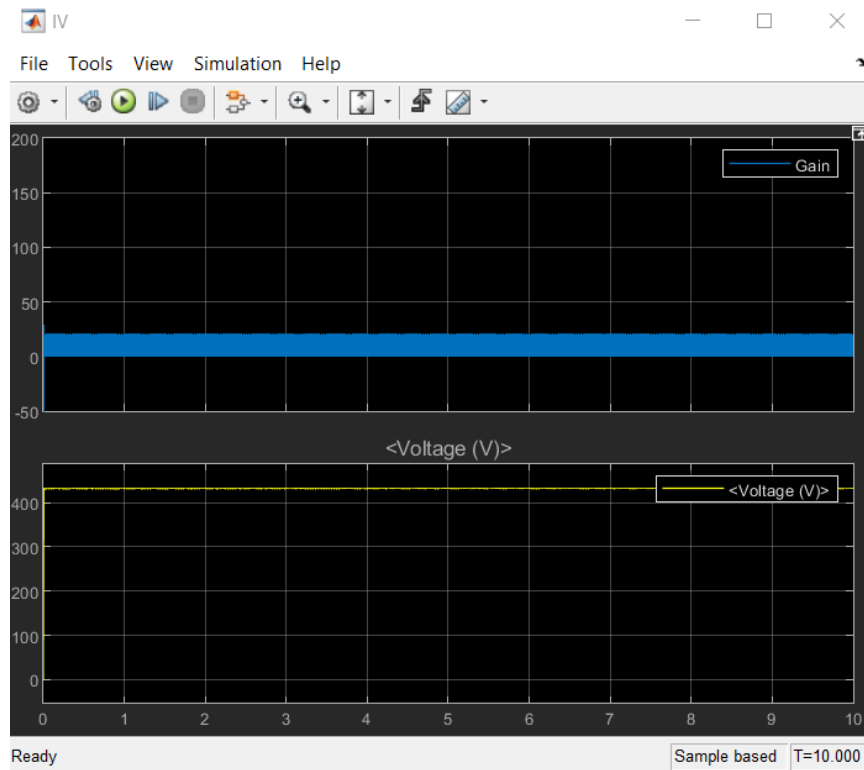 IV
File Tools View Simulation Help
200
Gain
150
100
50
0
-50
<Voltage (V)>
<Voltage (V)>
400
300
200
100
0
0 1 2 3 4 5 6 7 8 9 10
Ready Sample based T=10.000